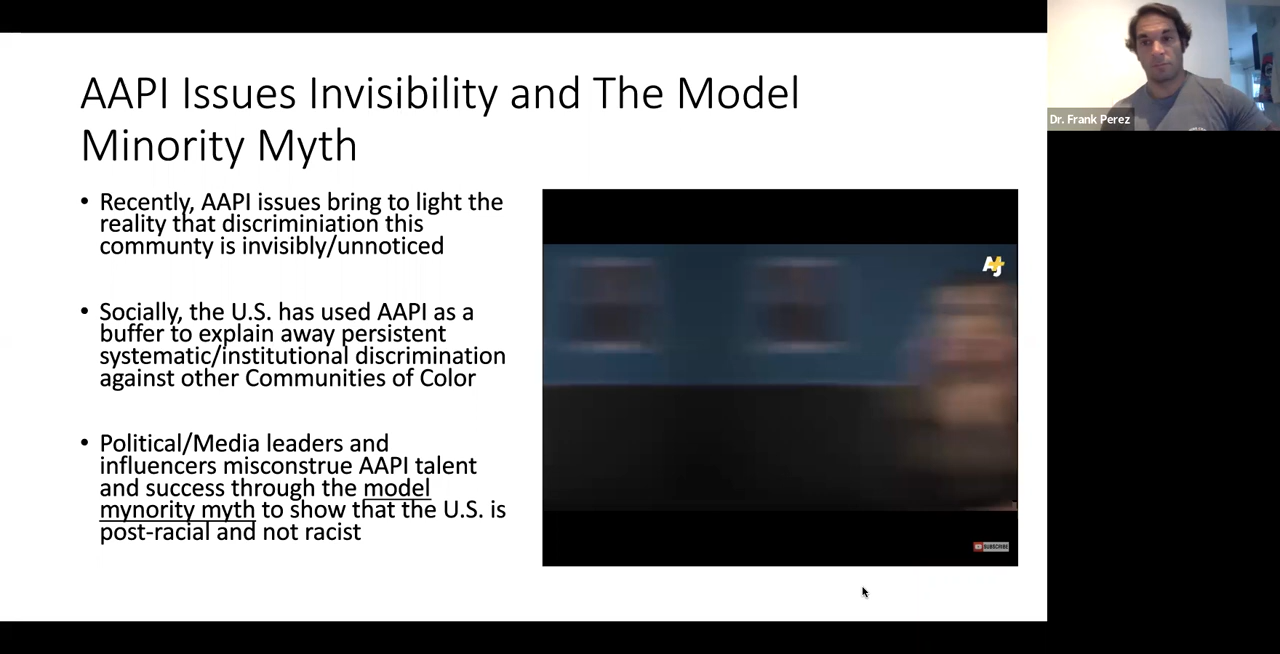 AAPI Issues Invisibility and The Model
Minority Myth
• Recently, AAPI issues bring to light the
reality that discriminiation this
communty is invisibly/unnoticed
• Socially, the U.S. has used AAPI as a
buffer to explain away persistent
systematic/institutional discrimination
against other Communities of Color
• Political/Media leaders and
influencers misconstrue AAPI talent
and success through the model
mynority myth to show that the U.S. is
post-racial and not racist
AJ+
SUBSCRIBE
Dr. Frank Perez